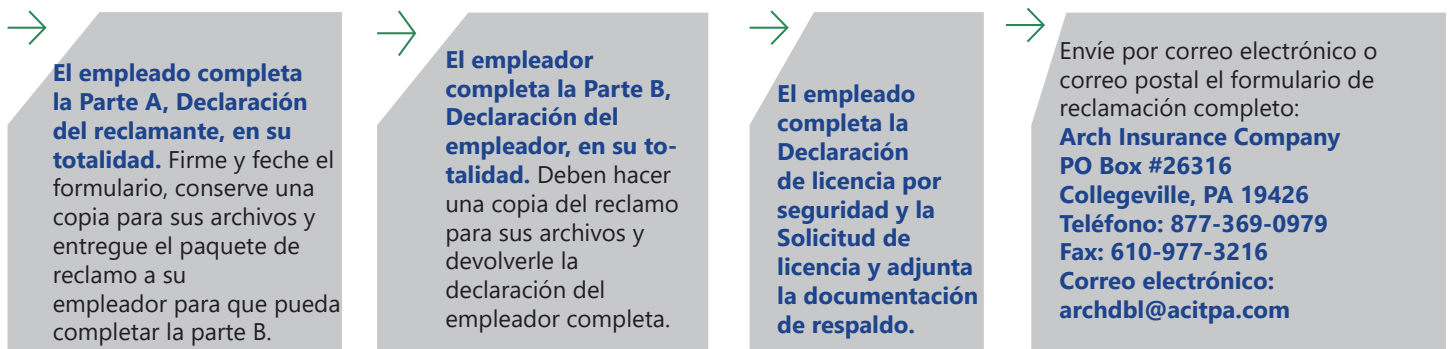 El empleado completa
la Parte A, Declaración
del reclamante, en su
totalidad. Firme y feche el
formulario, conserve una
copia para sus archivos y
entregue el paquete de
reclamo a su
empleador para que pueda
completar la parte B.
El empleador
completa la Parte B,
Declaración del
empleador, en su to-
talidad. Deben hacer
una copia del reclamo
para sus archivos y
devolverle la
declaración del
empleador completa.
El empleado
completa la
Declaración
de licencia por
seguridad y la
Solicitud de
licencia y adjunta
la documentación
de respaldo.
Envíe por correo electrónico o
correo postal el formulario de
reclamación completo:
Arch Insurance Company
PO Box #26316
Collegeville, PA 19426
Teléfono: 877-369-0979
Fax: 610-977-3216
Correo electrónico:
archdbl@acitpa.com